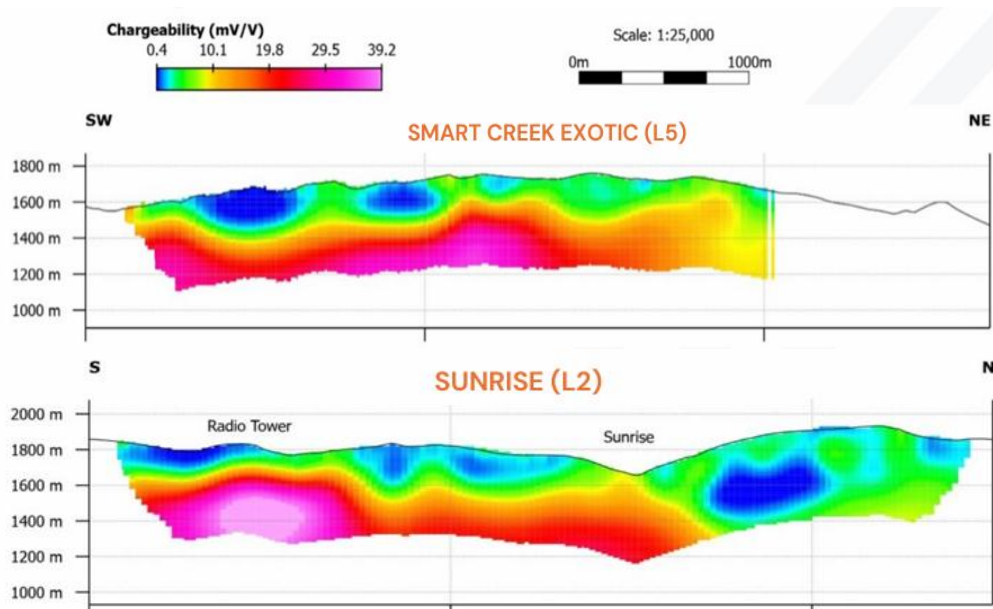 Chargeability (mV/V)
0.4 10.1 19.8 29.5 39.2
Scale: 1:25,000
0m 1000m
SW NE
SMART CREEK EXOTIC (L5)
1800 m
1600 m
1400 m
1200 m
1000 m
S N
SUNRISE (L2)
2000 m
Radio Tower Sunrise
1800 m
1600 m
1400 m
1200 m
1000 m